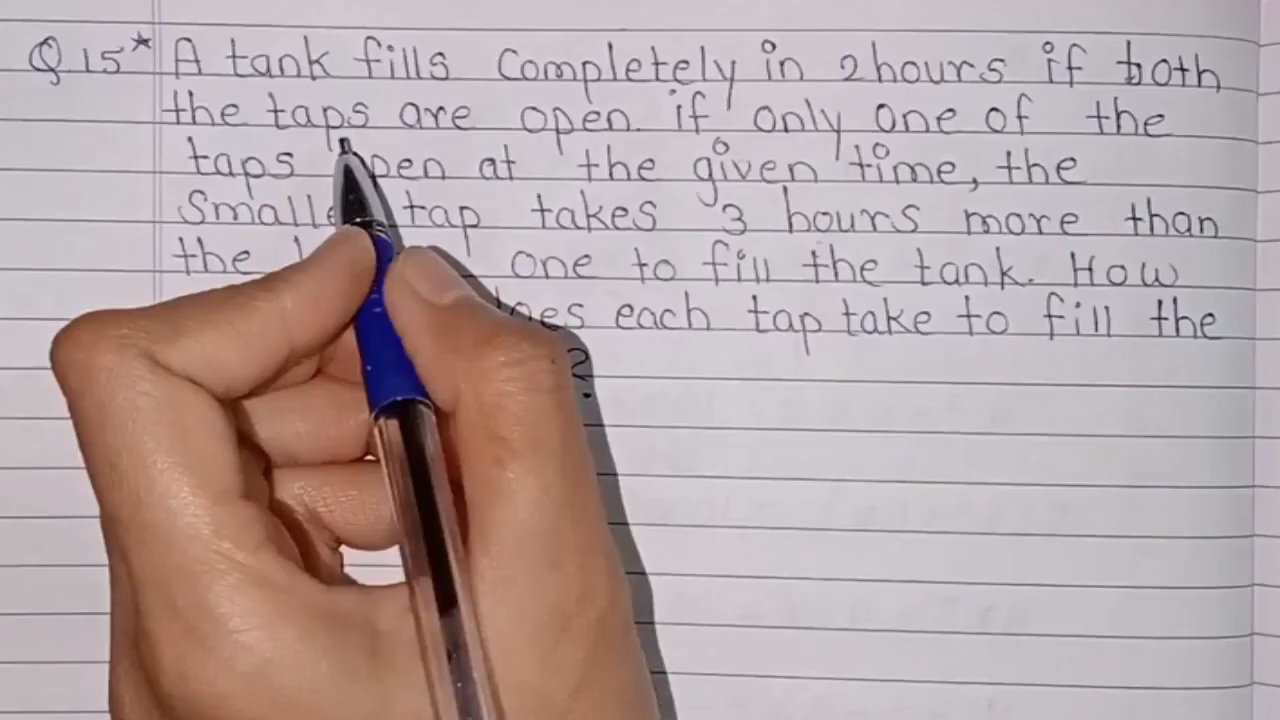 Q 15* A tank fills completely in 2 hours if both
the taps are open. if only one of the
taps open at the given time, the
Smaller tap takes 3 hours more than
the one to fill the tank. How
does each tap take to fill the
?